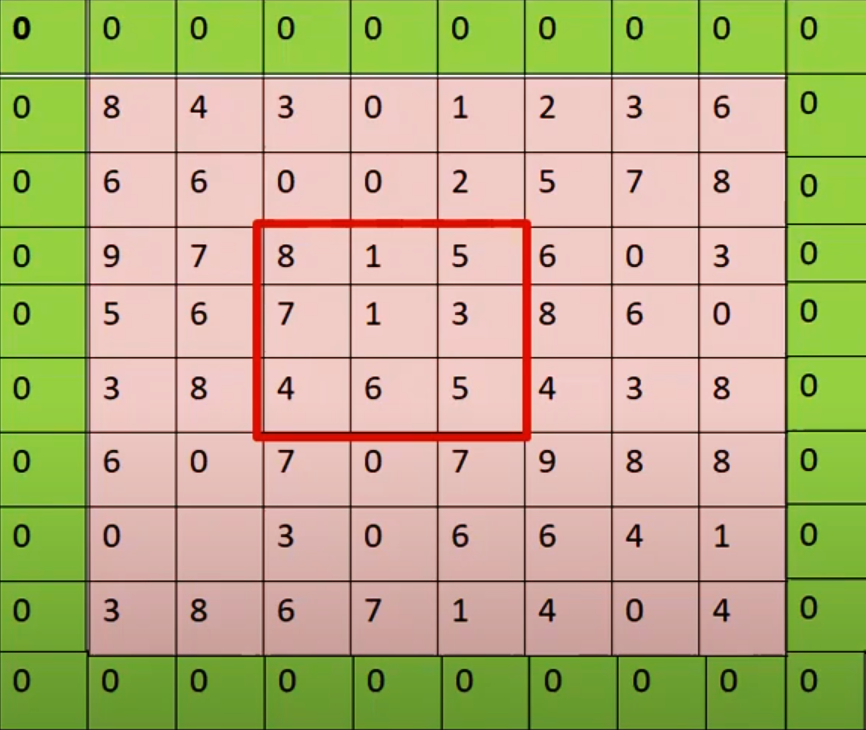 0 0 0 0 0 0 0 0 0 0
0 8 4 3 0 1 2 3 6 0
0 6 6 0 0 2 5 7 8 0
0 9 7 8 1 5 6 0 3 0
0 5 6 7 1 3 8 6 0 0
0 3 8 4 6 5 4 3 8 0
0 6 0 7 0 7 9 8 8 0
0 0 3 0 6 6 4 1 0
0 3 8 6 7 1 4 0 4 0
0 0 0 0 0 0 0 0 0 0